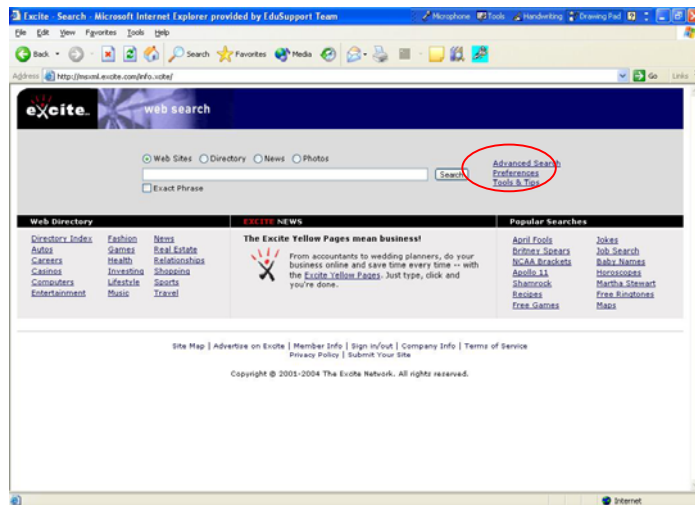 Excite - Search - Microsoft Internet Explorer provided by EduSupport Team
Microphone Tools Handwriting Drawing Pad
File Edit View Favorites Tools Help
Back Search Favorites Media
Address http://msxml.excite.com/info.xcite/ Go Links
excite. web search
Web Sites Directory News Photos
Search
Exact Phrase
Advanced Search
Preferences
Tools & Tips
Web Directory
Directory Index Fashion News
Autos Games Real Estate
Careers Health Relationships
Casinos Investing Shopping
Computers Lifestyle Sports
Entertainment Music Travel
EXCITE NEWS
The Excite Yellow Pages mean business!
From accountants to wedding planners, do your
business online and save time every time -- with
the Excite Yellow Pages. Just type, click and
you're done.
Popular Searches
April Fools Jokes
Britney Spears Job Search
NCAA Brackets Baby Names
Apollo 11 Horoscopes
Shamrock Martha Stewart
Recipes Free Ringtones
Free Games Maps
Site Map | Advertise on Excite | Member Info | Sign in/out | Company Info | Terms of Service
Privacy Policy | Submit Your Site
Copyright © 2001-2004 The Excite Network. All rights reserved.
Internet